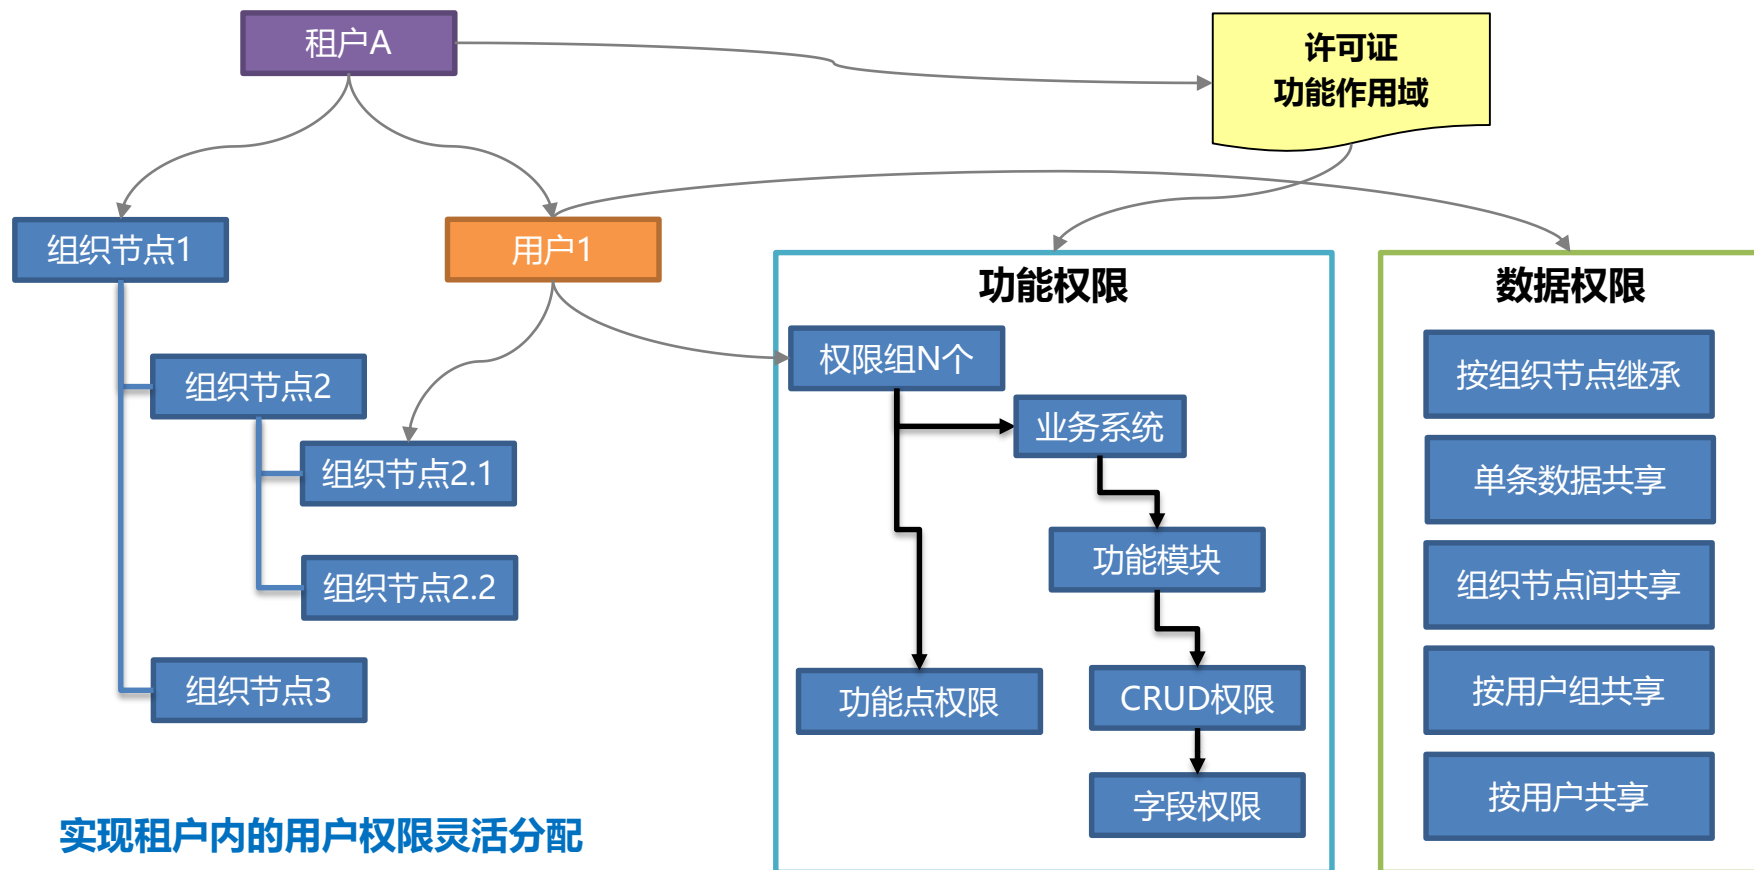 租户A
许可证
功能作用域
组织节点1
用户1
组织节点2
组织节点2.1
组织节点2.2
组织节点3
功能权限
权限组N个
业务系统
功能模块
功能点权限
CRUD权限
字段权限
数据权限
按组织节点继承
单条数据共享
组织节点间共享
按用户组共享
按用户共享
实现租户内的用户权限灵活分配